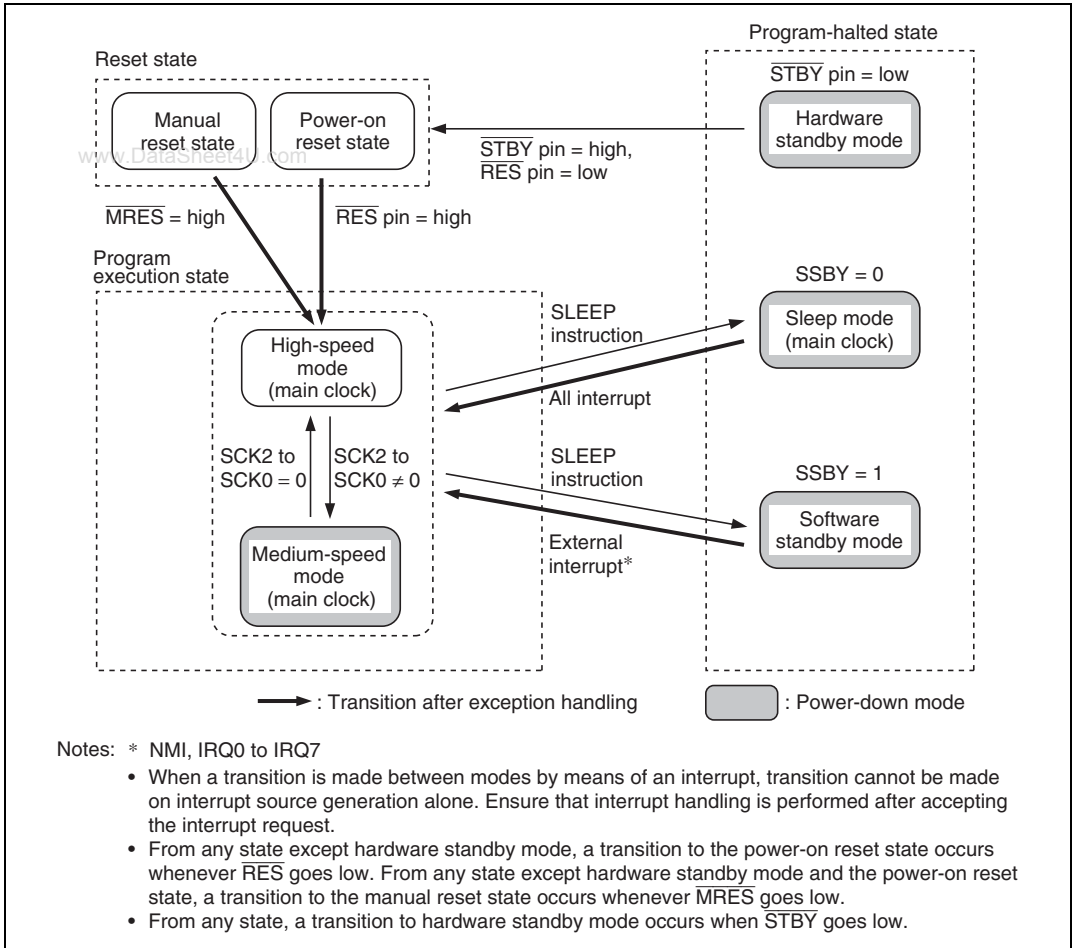 Program-halted state
Reset state
STBY pin = low
Manual
reset state
Power-on
reset state
Hardware
standby mode
www.DataSheet4U.com
STBY pin = high,
RES pin = low
MRES = high
RES pin = high
Program
execution state
SSBY = 0
SLEEP
instruction
Sleep mode
(main clock)
High-speed
mode
(main clock)
All interrupt
SCK2 to
SCK0 = 0
SCK2 to
SCK0 ≠ 0
SLEEP
instruction
SSBY = 1
Software
standby mode
External
interrupt*
Medium-speed
mode
(main clock)
: Transition after exception handling
: Power-down mode
Notes: * NMI, IRQ0 to IRQ7
• When a transition is made between modes by means of an interrupt, transition cannot be made
on interrupt source generation alone. Ensure that interrupt handling is performed after accepting
the interrupt request.
• From any state except hardware standby mode, a transition to the power-on reset state occurs
whenever RES goes low. From any state except hardware standby mode and the power-on reset
state, a transition to the manual reset state occurs whenever MRES goes low.
• From any state, a transition to hardware standby mode occurs when STBY goes low.